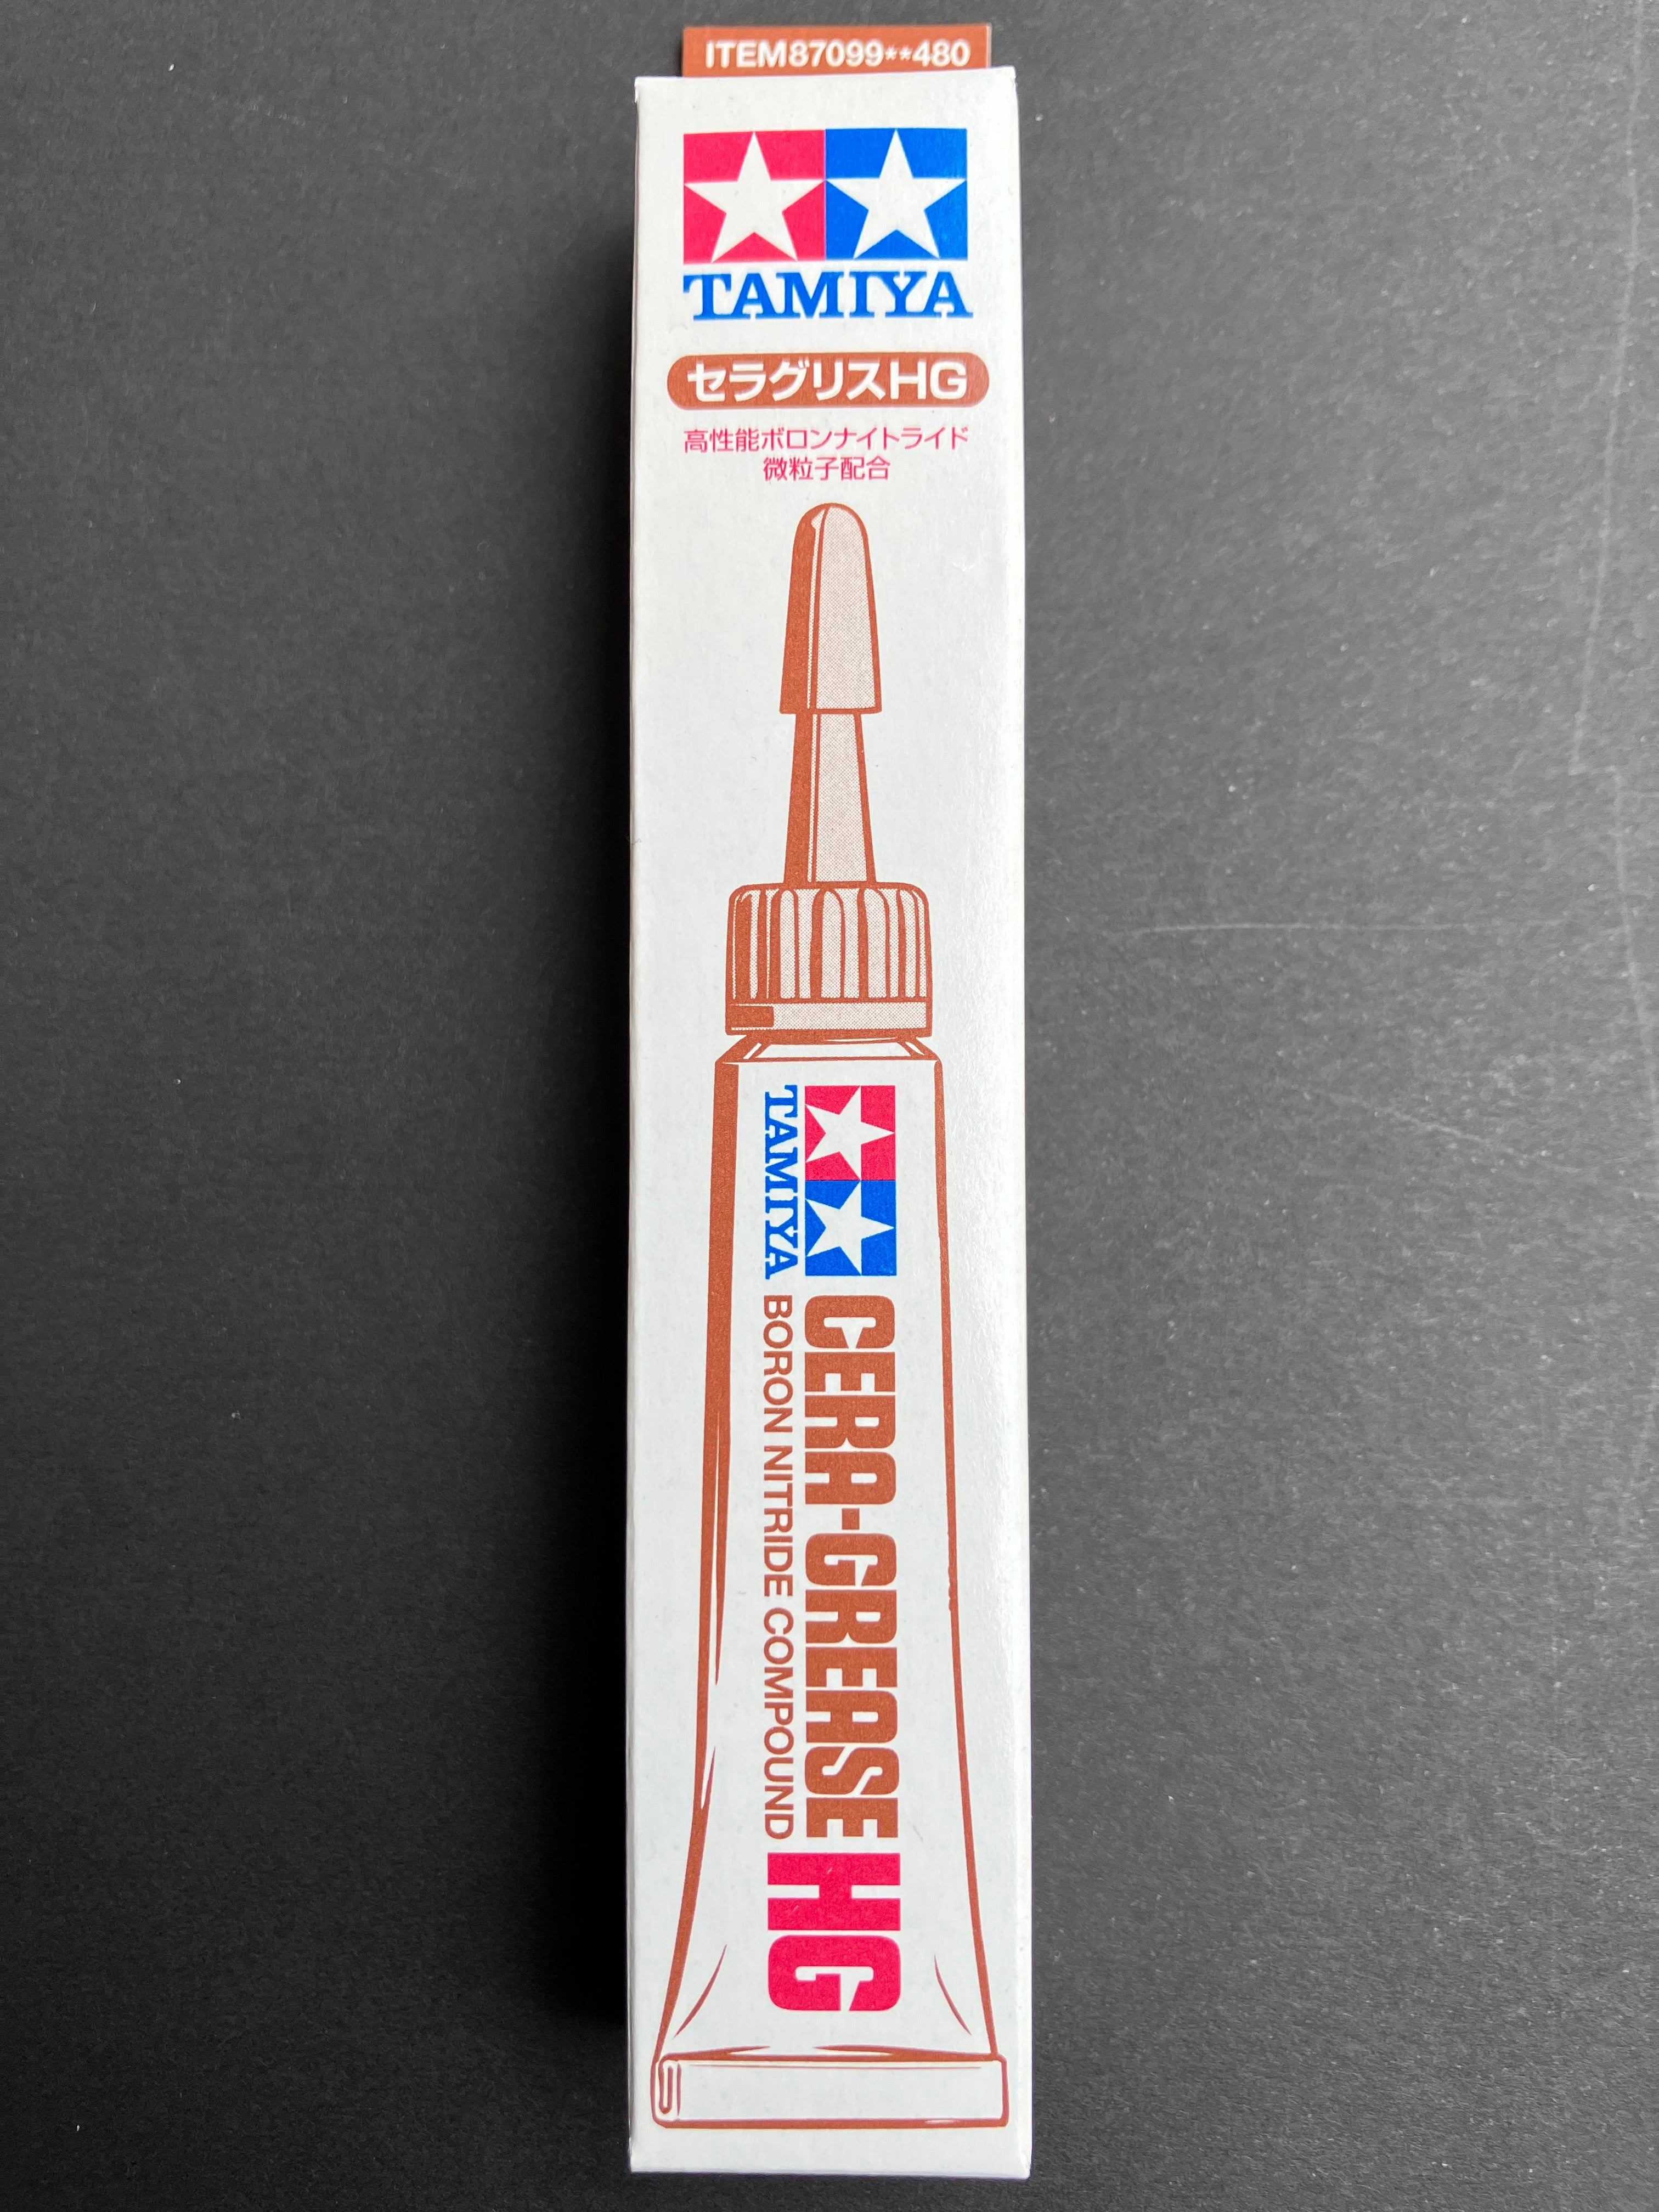 ITEM87099**480
TAMIYA
セラグリスHG
高性能ボロンナイトライド
微粒子配合
TAMIYA
CERA-GREASE HG
BORON NITRIDE COMPOUND